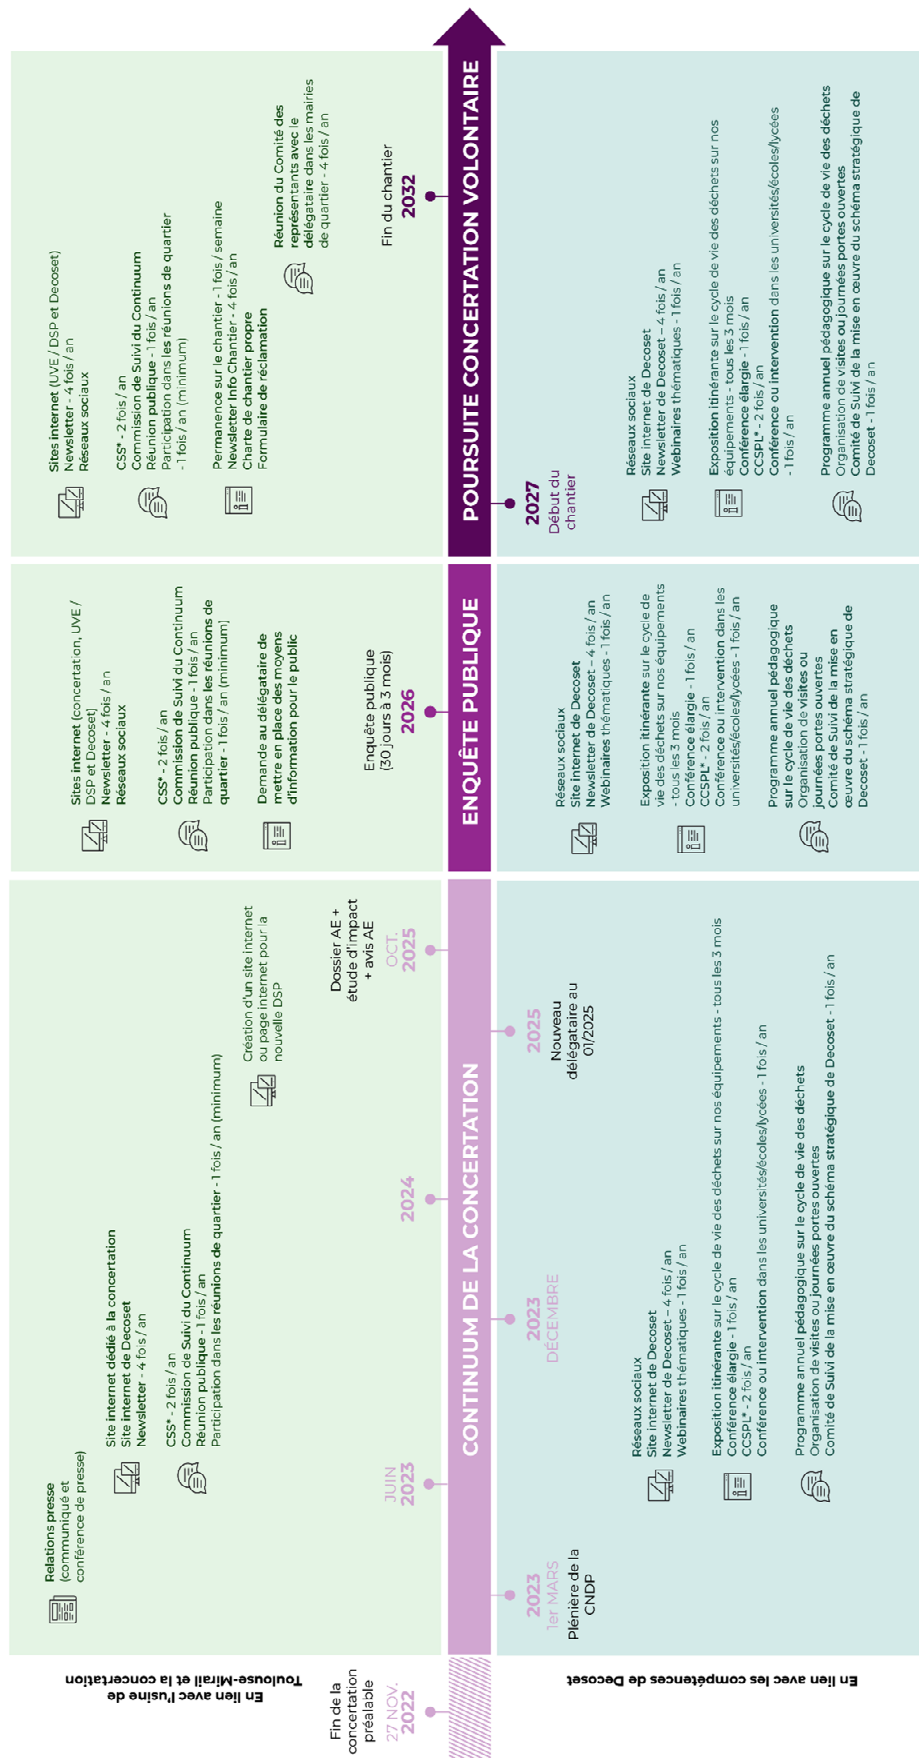 En lien avec l'usine de
Toulouse-Mirail et la concertation
Relations presse
(communiqué et
conférence de presse)
Site internet dédié à la concertation
Site internet de Decoset
Newsletter - 4 fois / an
CSS* - 2 fois / an
Commission de Suivi du Continuum
Réunion publique - 1 fois / an
Participation dans les réunions de quartier - 1 fois / an (minimum)
Création d'un site internet
ou page internet pour la
nouvelle DSP
Sites internet (concertation, UVE /
DSP et Decoset)
Newsletter - 4 fois / an
Réseaux sociaux
CSS* - 2 fois / an
Commission de Suivi du Continuum
Réunion publique - 1 fois / an
Participation dans les réunions de
quartier - 1 fois / an (minimum)
Demande au délégataire de
mettre en place des moyens
d'information pour le public
Sites internet (UVE / DSP et Decoset)
Newsletter - 4 fois / an
Réseaux sociaux
CSS* - 2 fois / an
Commission de Suivi du Continuum
Réunion publique - 1 fois / an
Participation dans les réunions de quartier
- 1 fois / an (minimum)
Permanence sur le chantier - 1 fois / semaine
Newsletter Info Chantier - 4 fois / an
Charte de chantier propre
Formulaire de réclamation
Réunion du Comité des
représentants avec le
délégataire dans les mairies
de quartier - 4 fois / an
Fin de la
concertation
préalable
27 NOV.
2022
JUIN
2023
2024
Dossier AE +
étude d'impact
+ avis AE
OCT.
2025
Enquête publique
(30 jours à 3 mois)
2026
Fin du chantier
2032
CONTINUUM DE LA CONCERTATION
ENQUÊTE PUBLIQUE
POURSUITE CONCERTATION VOLONTAIRE
2023
1er MARS
Plénière de la
CNDP
2023
DÉCEMBRE
2025
Nouveau
délégataire au
01/2025
2027
Début du
chantier
En lien avec les compétences de Decoset
Réseaux sociaux
Site internet de Decoset
Newsletter de Decoset – 4 fois / an
Webinaires thématiques - 1 fois / an
Exposition itinérante sur le cycle de vie des déchets sur nos équipements - tous les 3 mois
Conférence élargie - 1 fois / an
CCSPL* - 2 fois / an
Conférence ou intervention dans les universités/écoles/lycées - 1 fois / an
Programme annuel pédagogique sur le cycle de vie des déchets
Organisation de visites ou journées portes ouvertes
Comité de Suivi de la mise en œuvre du schéma stratégique de Decoset - 1 fois / an
Réseaux sociaux
Site internet de Decoset
Newsletter de Decoset – 4 fois / an
Webinaires thématiques - 1 fois / an
Exposition itinérante sur le cycle de
vie des déchets sur nos équipements
- tous les 3 mois
Conférence élargie - 1 fois / an
CCSPL* - 2 fois / an
Conférence ou intervention dans les
universités/écoles/lycées - 1 fois / an
Programme annuel pédagogique
sur le cycle de vie des déchets
Organisation de visites ou
journées portes ouvertes
Comité de Suivi de la mise en
œuvre du schéma stratégique de
Decoset - 1 fois / an
Réseaux sociaux
Site internet de Decoset
Newsletter de Decoset – 4 fois / an
Webinaires thématiques - 1 fois / an
Exposition itinérante sur le cycle de vie des déchets sur nos
équipements - tous les 3 mois
Conférence élargie - 1 fois / an
CCSPL* - 2 fois / an
Conférence ou intervention dans les universités/écoles/lycées
- 1 fois / an
Programme annuel pédagogique sur le cycle de vie des déchets
Organisation de visites ou journées portes ouvertes
Comité de Suivi de la mise en œuvre du schéma stratégique de
Decoset - 1 fois / an